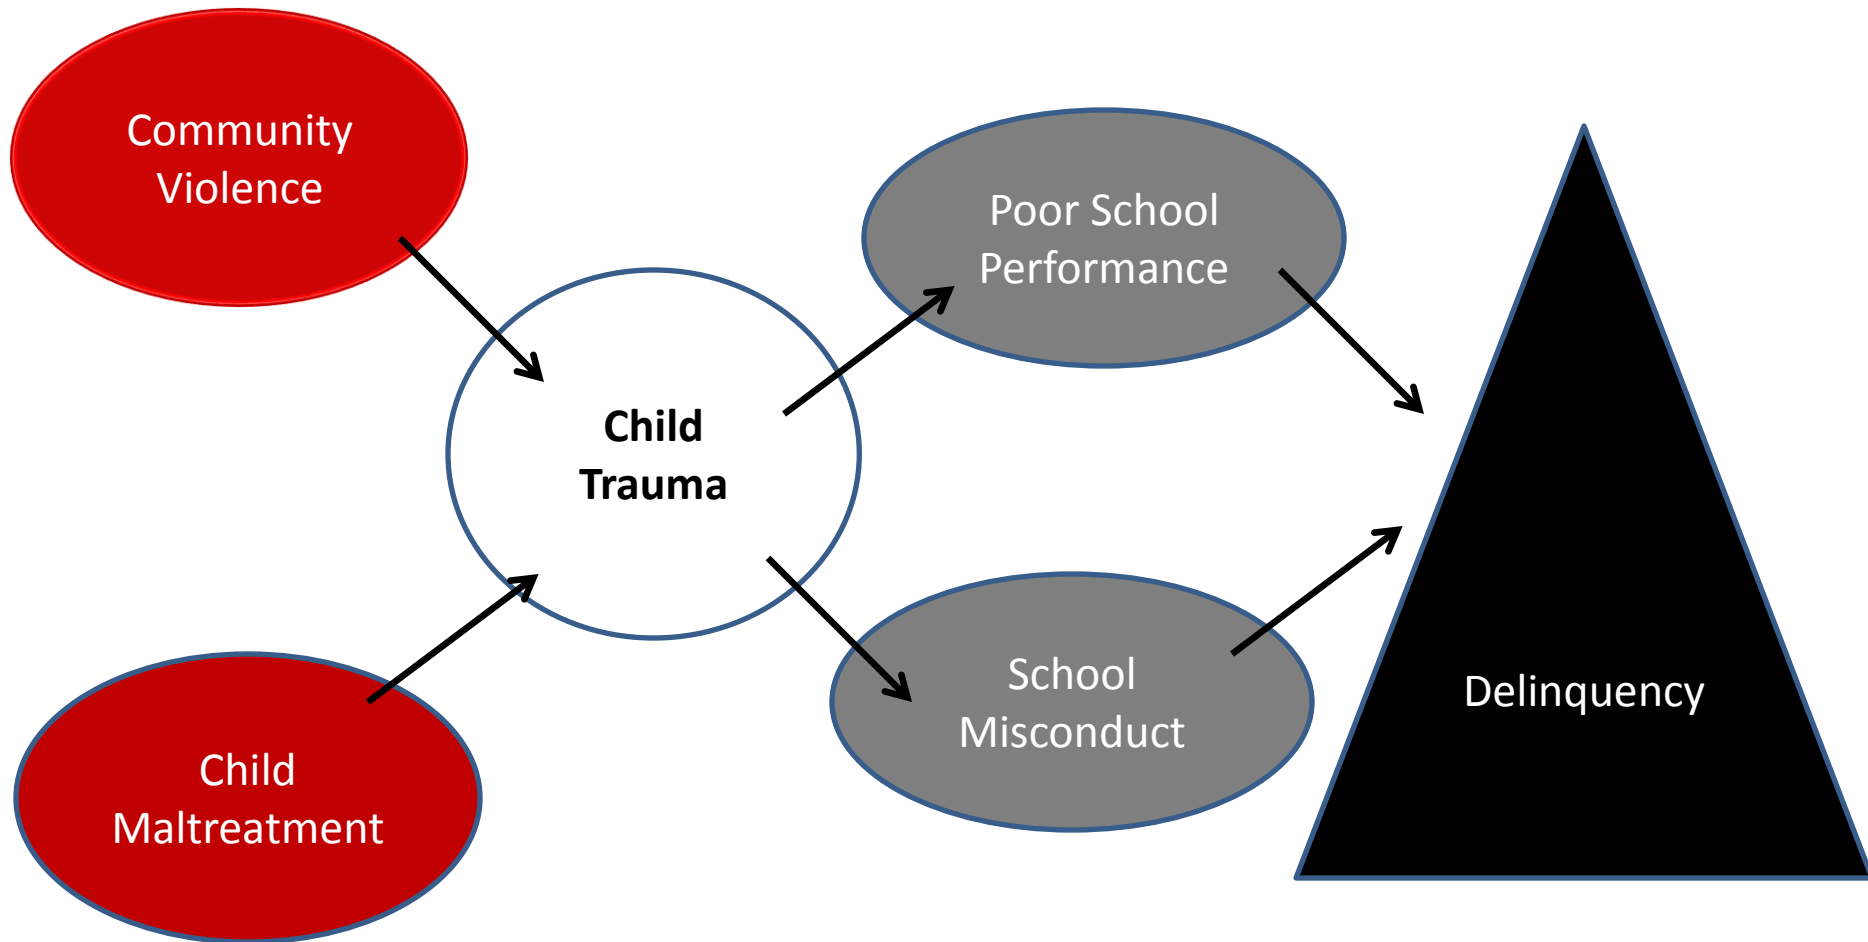 Community
Violence
Poor School
Performance
Child
Trauma
School
Misconduct
Delinquency
Child
Maltreatment